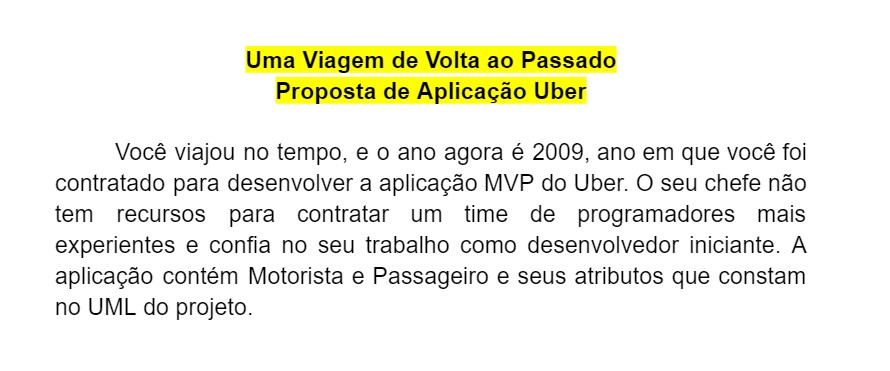 Uma Viagem de Volta ao Passado
Proposta de Aplicação Uber
Você viajou no tempo, e o ano agora é 2009, ano em que você foi
contratado para desenvolver a aplicação MVP do Uber. O seu chefe não
tem recursos para contratar um time de programadores mais
experientes e confia no seu trabalho como desenvolvedor iniciante. A
aplicação contém Motorista e Passageiro e seus atributos que constam
no UML do projeto.